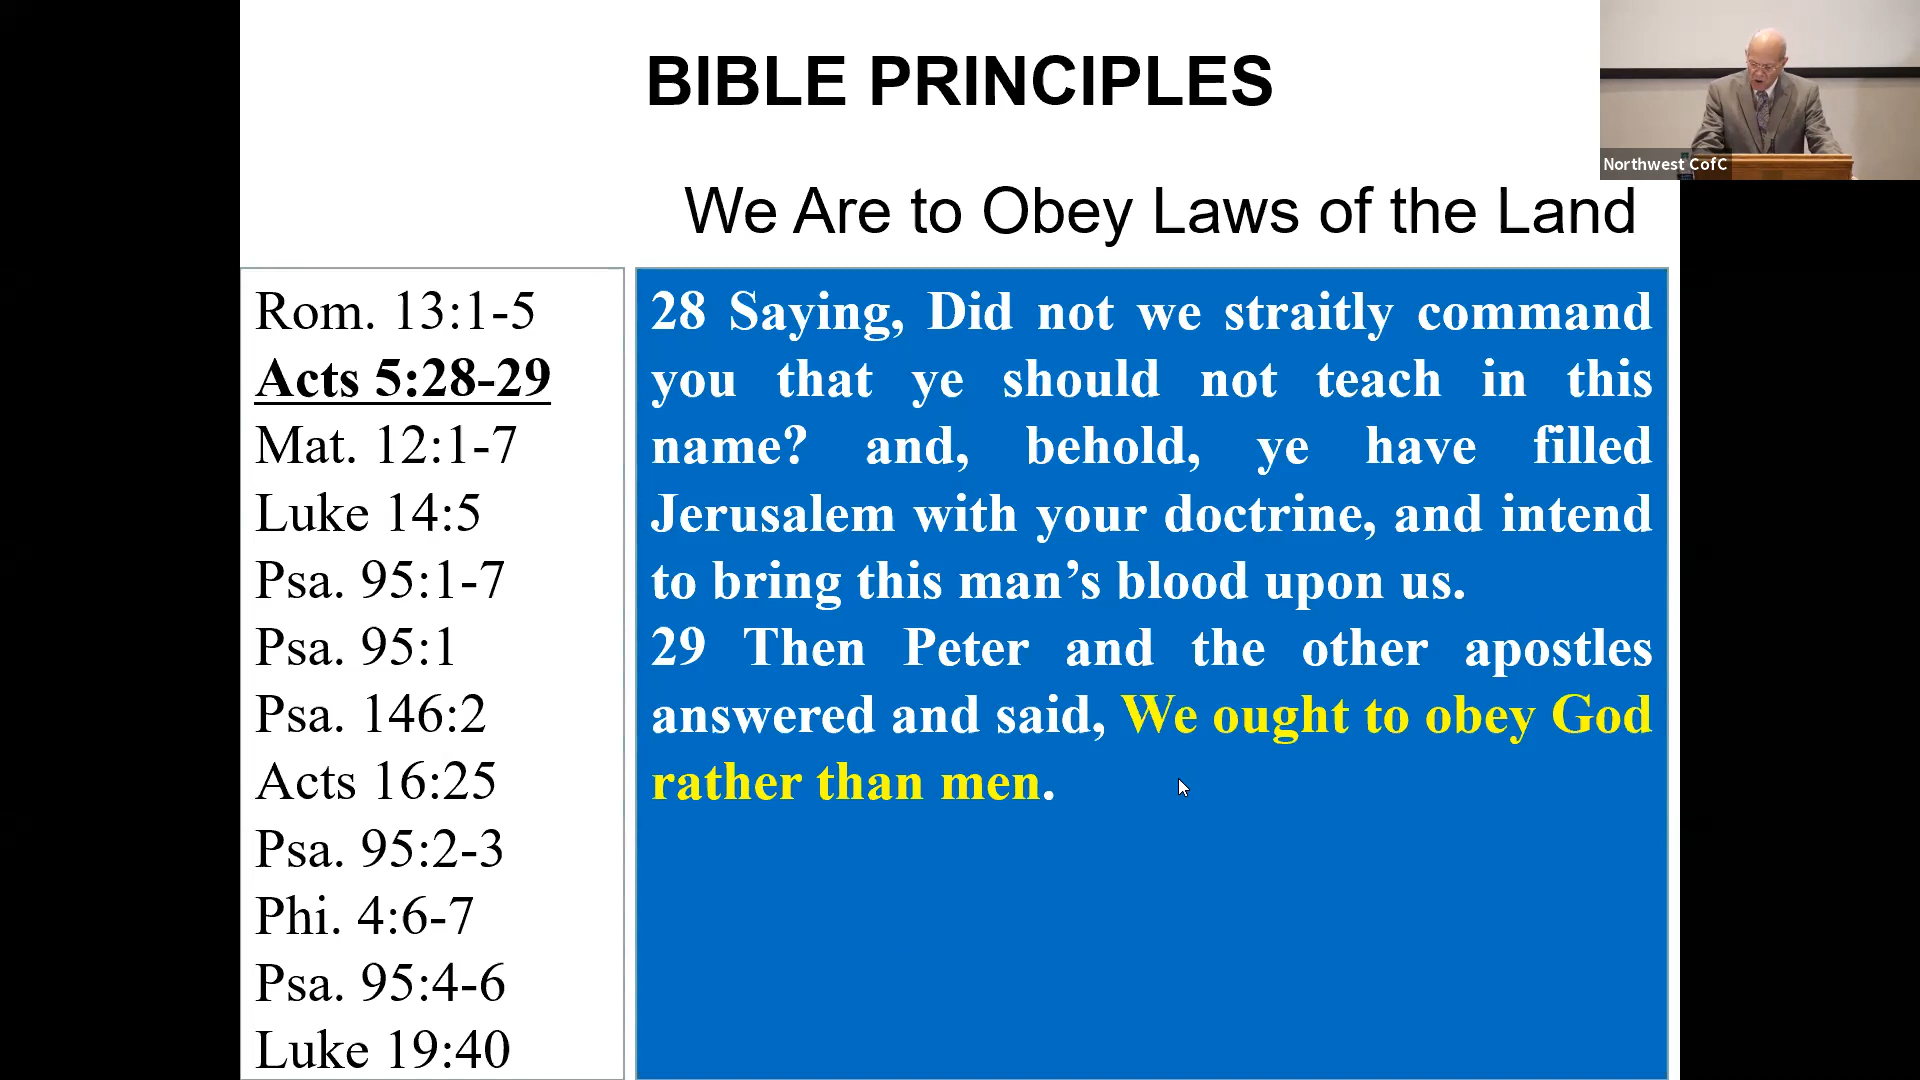 BIBLE PRINCIPLES
Northwest CofC
We Are to Obey Laws of the Land
Rom. 13:1-5
Acts 5:28-29
Mat. 12:1-7
Luke 14:5
Psa. 95:1-7
Psa. 95:1
Psa. 146:2
Acts 16:25
Psa. 95:2-3
Phi. 4:6-7
Psa. 95:4-6
Luke 19:40
28 Saying, Did not we straitly command
you that ye should not teach in this
name? and, behold, ye have filled
Jerusalem with your doctrine, and intend
to bring this man’s blood upon us.
29 Then Peter and the other apostles
answered and said, We ought to obey God
rather than men.